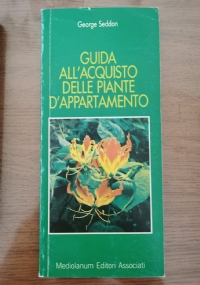 George Seddon
GUIDA
ALL'ACQUISTO
DELLE PIANTE
D'APPARTAMENTO
Mediolanum Editori Associati